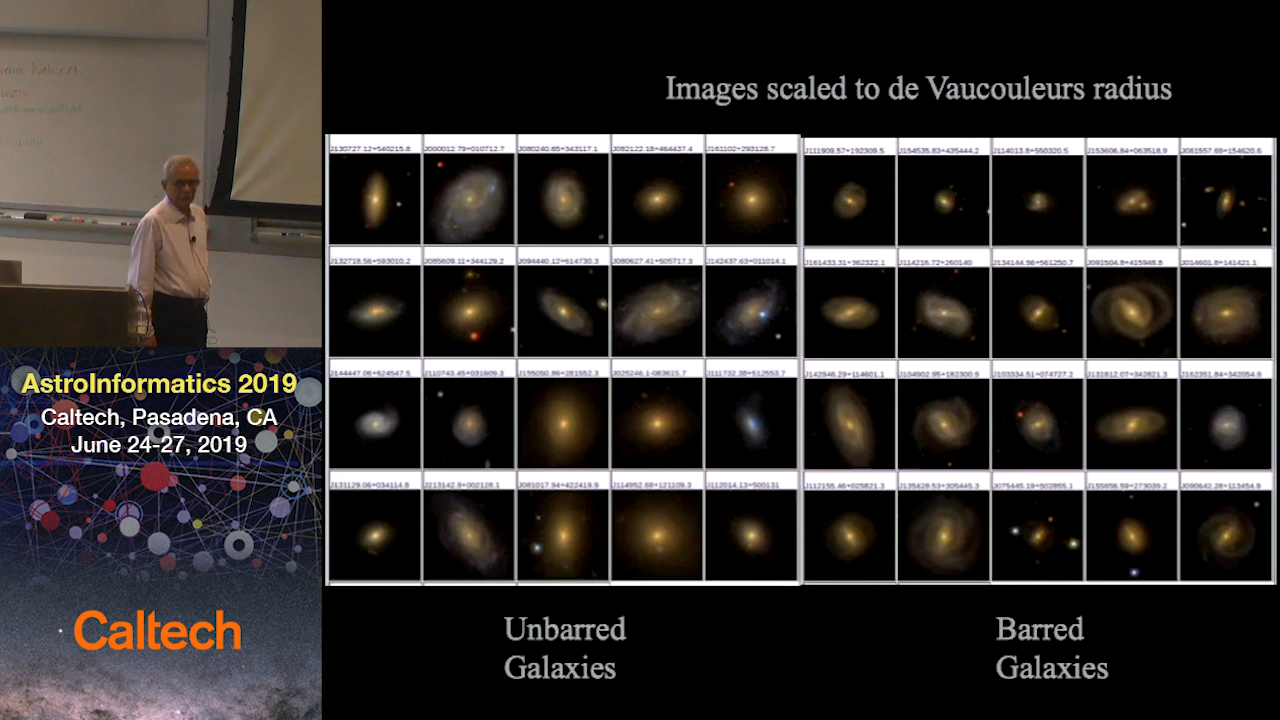 Images scaled to de Vaucouleurs radius
J130727.12+540215.8 J000012.79+010712.7 J080240.65+343117.1 J082122.18+464437.4 J161102+293128.7
J111909.57+192309.5 J154535.83+435444.2 J114013.8+550320.5 J153606.84+063518.9 J081557.69+154620.6
J132718.56+593010.2 J085609.11+344129.2 J094440.12+614730.3 J080627.41+505717.3 J142437.63+011014.1
J161433.31+362322.1 J114216.72+260140 J134144.56+561250.7 J091504.8+415948.8 J014601.8+141421.1
J144447.06+624547.5 J110743.45+031609.3 J155050.86+281552.3 J025246.1-083615.7 J111732.38+512553.7
J142946.29+114601.1 J104902.95+182300.9 J103334.51+074727.2 J131812.07+342821.3 J162351.84+342054.9
J131129.06+034114.8 J213142.9+002128.1 J081017.94+422419.9 J114952.68+121109.3 J112014.13+500131
J112155.46+025821.3 J135428.53+305445.3 J075445.19+502855.1 J155856.59+273039.2 J090642.28+113454.8
Unbarred
Galaxies
Barred
Galaxies
AstroInformatics 2019
Caltech, Pasadena, CA
June 24-27, 2019
Caltech